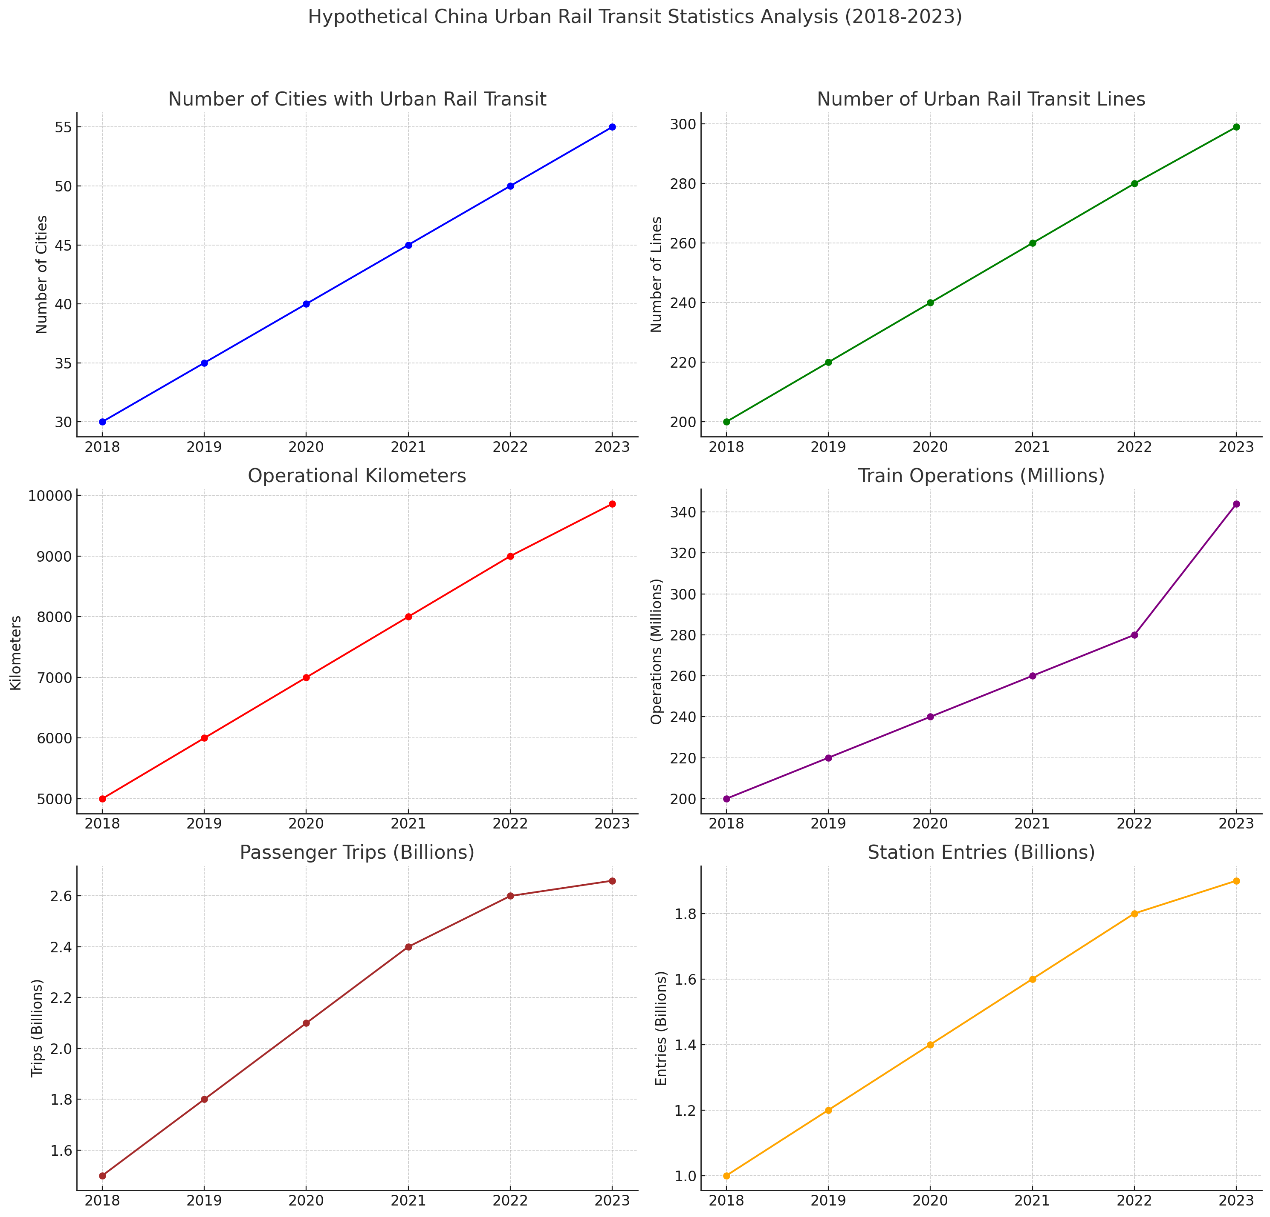 Hypothetical China Urban Rail Transit Statistics Analysis (2018-2023)
Number of Cities with Urban Rail Transit
Number of Cities
55
50
45
40
35
30
2018 2019 2020 2021 2022 2023
Number of Urban Rail Transit Lines
Number of Lines
300
280
260
240
220
200
2018 2019 2020 2021 2022 2023
Operational Kilometers
Kilometers
10000
9000
8000
7000
6000
5000
2018 2019 2020 2021 2022 2023
Train Operations (Millions)
Operations (Millions)
340
320
300
280
260
240
220
200
2018 2019 2020 2021 2022 2023
Passenger Trips (Billions)
Trips (Billions)
2.6
2.4
2.2
2.0
1.8
1.6
2018 2019 2020 2021 2022 2023
Station Entries (Billions)
Entries (Billions)
1.8
1.6
1.4
1.2
1.0
2018 2019 2020 2021 2022 2023